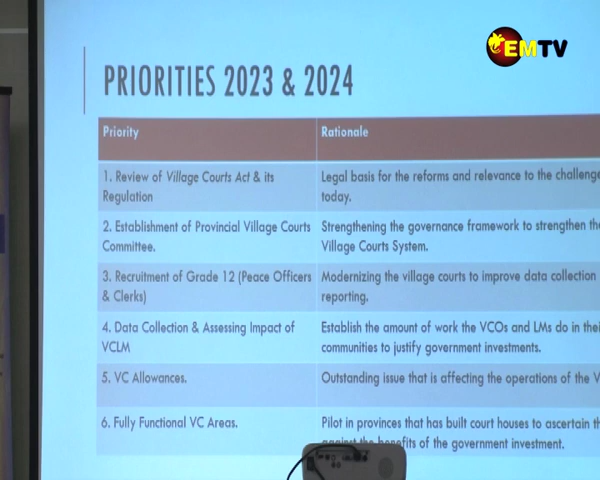 EMTV
PRIORITIES 2023 & 2024
Priority
Rationale
1. Review of Village Courts Act & its
Regulation
Legal basis for the reforms and relevance to the challenge
today.
2. Establishment of Provincial Village Courts
Committee.
Strengthening the governance framework to strengthen the
Village Courts System.
3. Recruitment of Grade 12 (Peace Officers
& Clerks)
Modernizing the village courts to improve data collection
reporting.
4. Data Collection & Assessing Impact of
VCLM
Establish the amount of work the VCOs and LMs do in their
communities to justify government investments.
5. VC Allowances.
Outstanding issue that is affecting the operations of the V
6. Fully Functional VC Areas.
Pilot in provinces that has built court houses to ascertain th
against the benefits of the government investment.